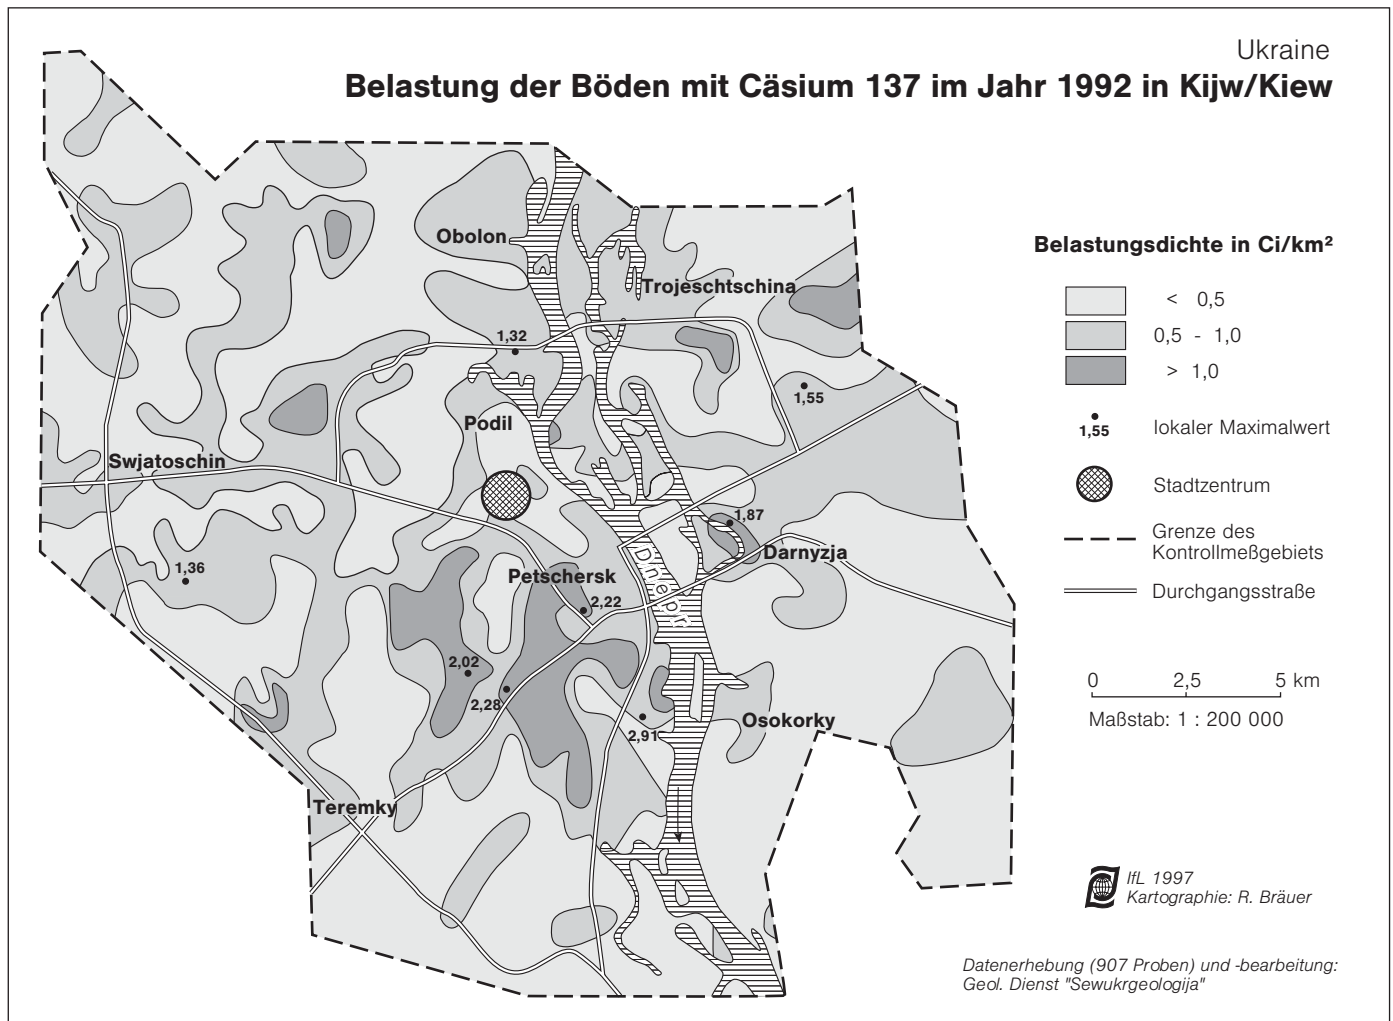 Ukraine
Belastung der Böden mit Cäsium 137 im Jahr 1992 in Kijw/Kiew
Obolon
Trojeschtschina
1,32
1,55
Podil
Swjatoschin
1,87
Darnyzja
1,36
Petschersk
Dnjepr
2,22
2,02
2,28
2,91
Osokorky
Teremky
Belastungsdichte in Ci/km²
< 0,5
0,5 - 1,0
> 1,0
1,55
lokaler Maximalwert
Stadtzentrum
Grenze des
Kontrollmeßgebiets
Durchgangsstraße
0 2,5 5 km
Maßstab: 1 : 200 000
IfL 1997
Kartographie: R. Bräuer
Datenerhebung (907 Proben) und -bearbeitung:
Geol. Dienst "Sewukrgeologija"